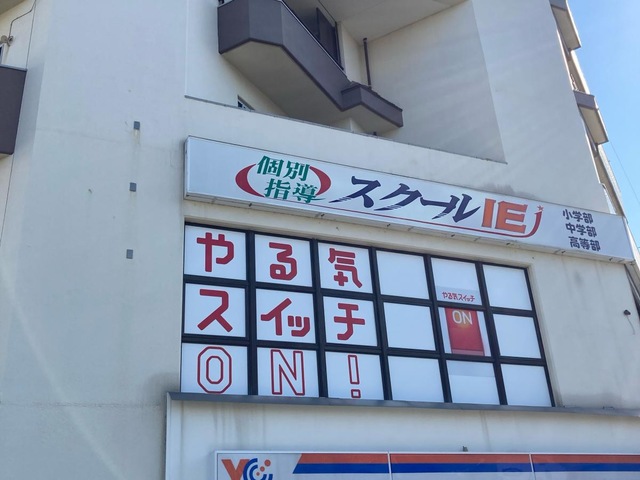 個別
指導
スクールIE
小学部
中学部
高等部
やる気
スイッチ
ON!
やる気スイッチ
ON